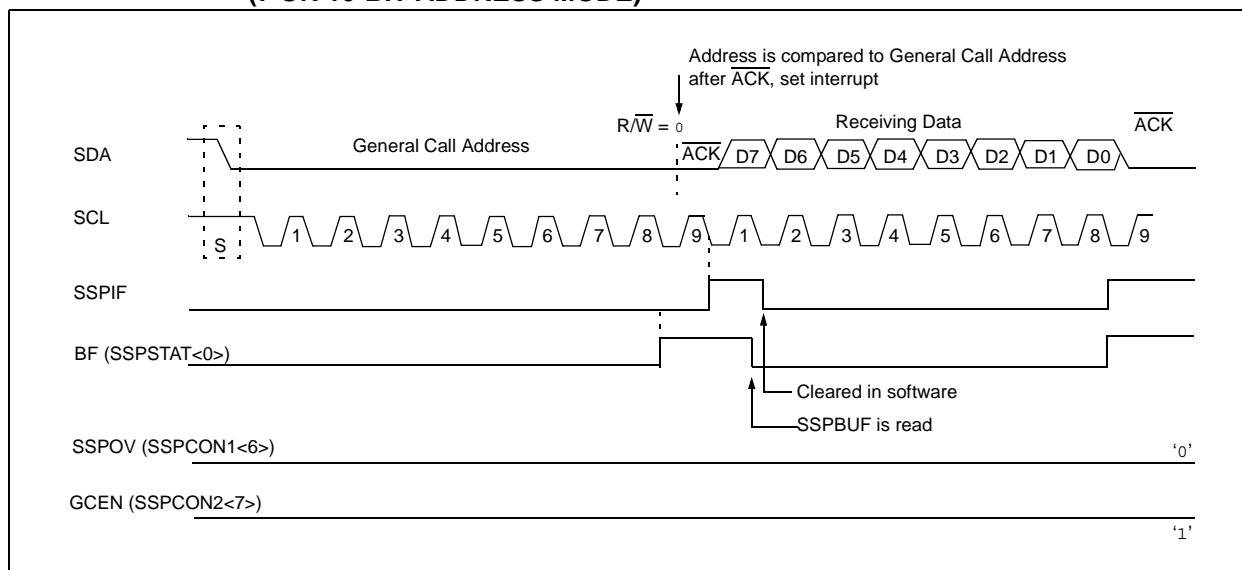 (FOR 10-BIT ADDRESS MODE)
Address is compared to General Call Address
after ACK, set interrupt
R/W = 0
Receiving Data
ACK
SDA
General Call Address
ACK D7 D6 D5 D4 D3 D2 D1 D0
SCL
S 1 2 3 4 5 6 7 8 9 1 2 3 4 5 6 7 8 9
SSPIF
BF (SSPSTAT<0>)
Cleared in software
SSPBUF is read
SSPOV (SSPCON1<6>)
‘0’
GCEN (SSPCON2<7>)
‘1’